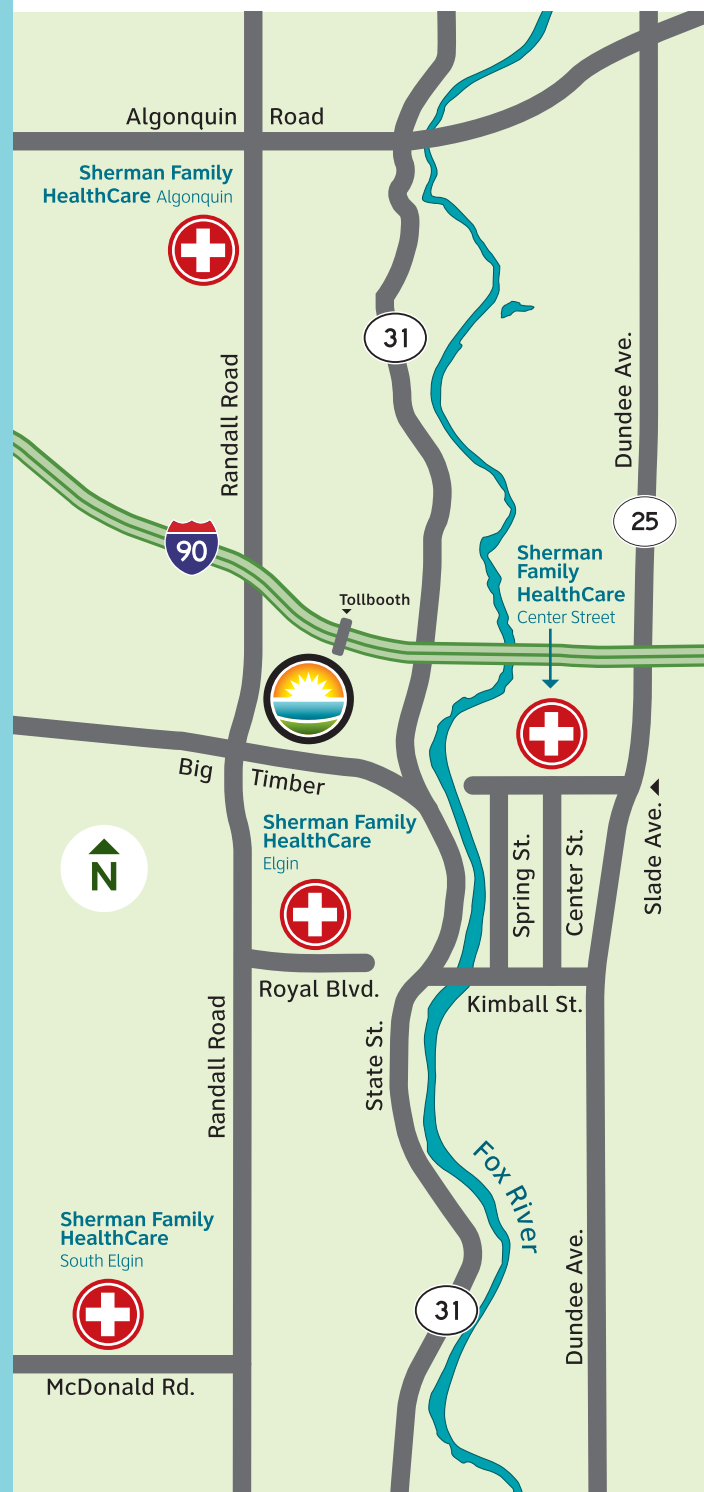 Algonquin Road
Sherman Family
HealthCare Algonquin
31
Randall Road
Dundee Ave.
25
90
Sherman
Family
HealthCare
Center Street
Tollbooth
Big Timber
Sherman Family
HealthCare
Elgin
N
Spring St.
Center St.
Slade Ave.
Royal Blvd.
Kimball St.
State St.
Randall Road
Fox River
Sherman Family
HealthCare
South Elgin
Dundee Ave.
31
McDonald Rd.